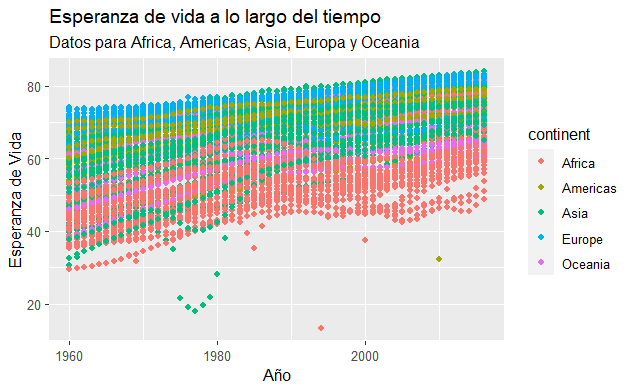 Esperanza de vida a lo largo del tiempo
Datos para Africa, Americas, Asia, Europa y Oceania
Esperanza de Vida
80
60
40
20
1960
1980
2000
Año
continent
Africa
Americas
Asia
Europe
Oceania